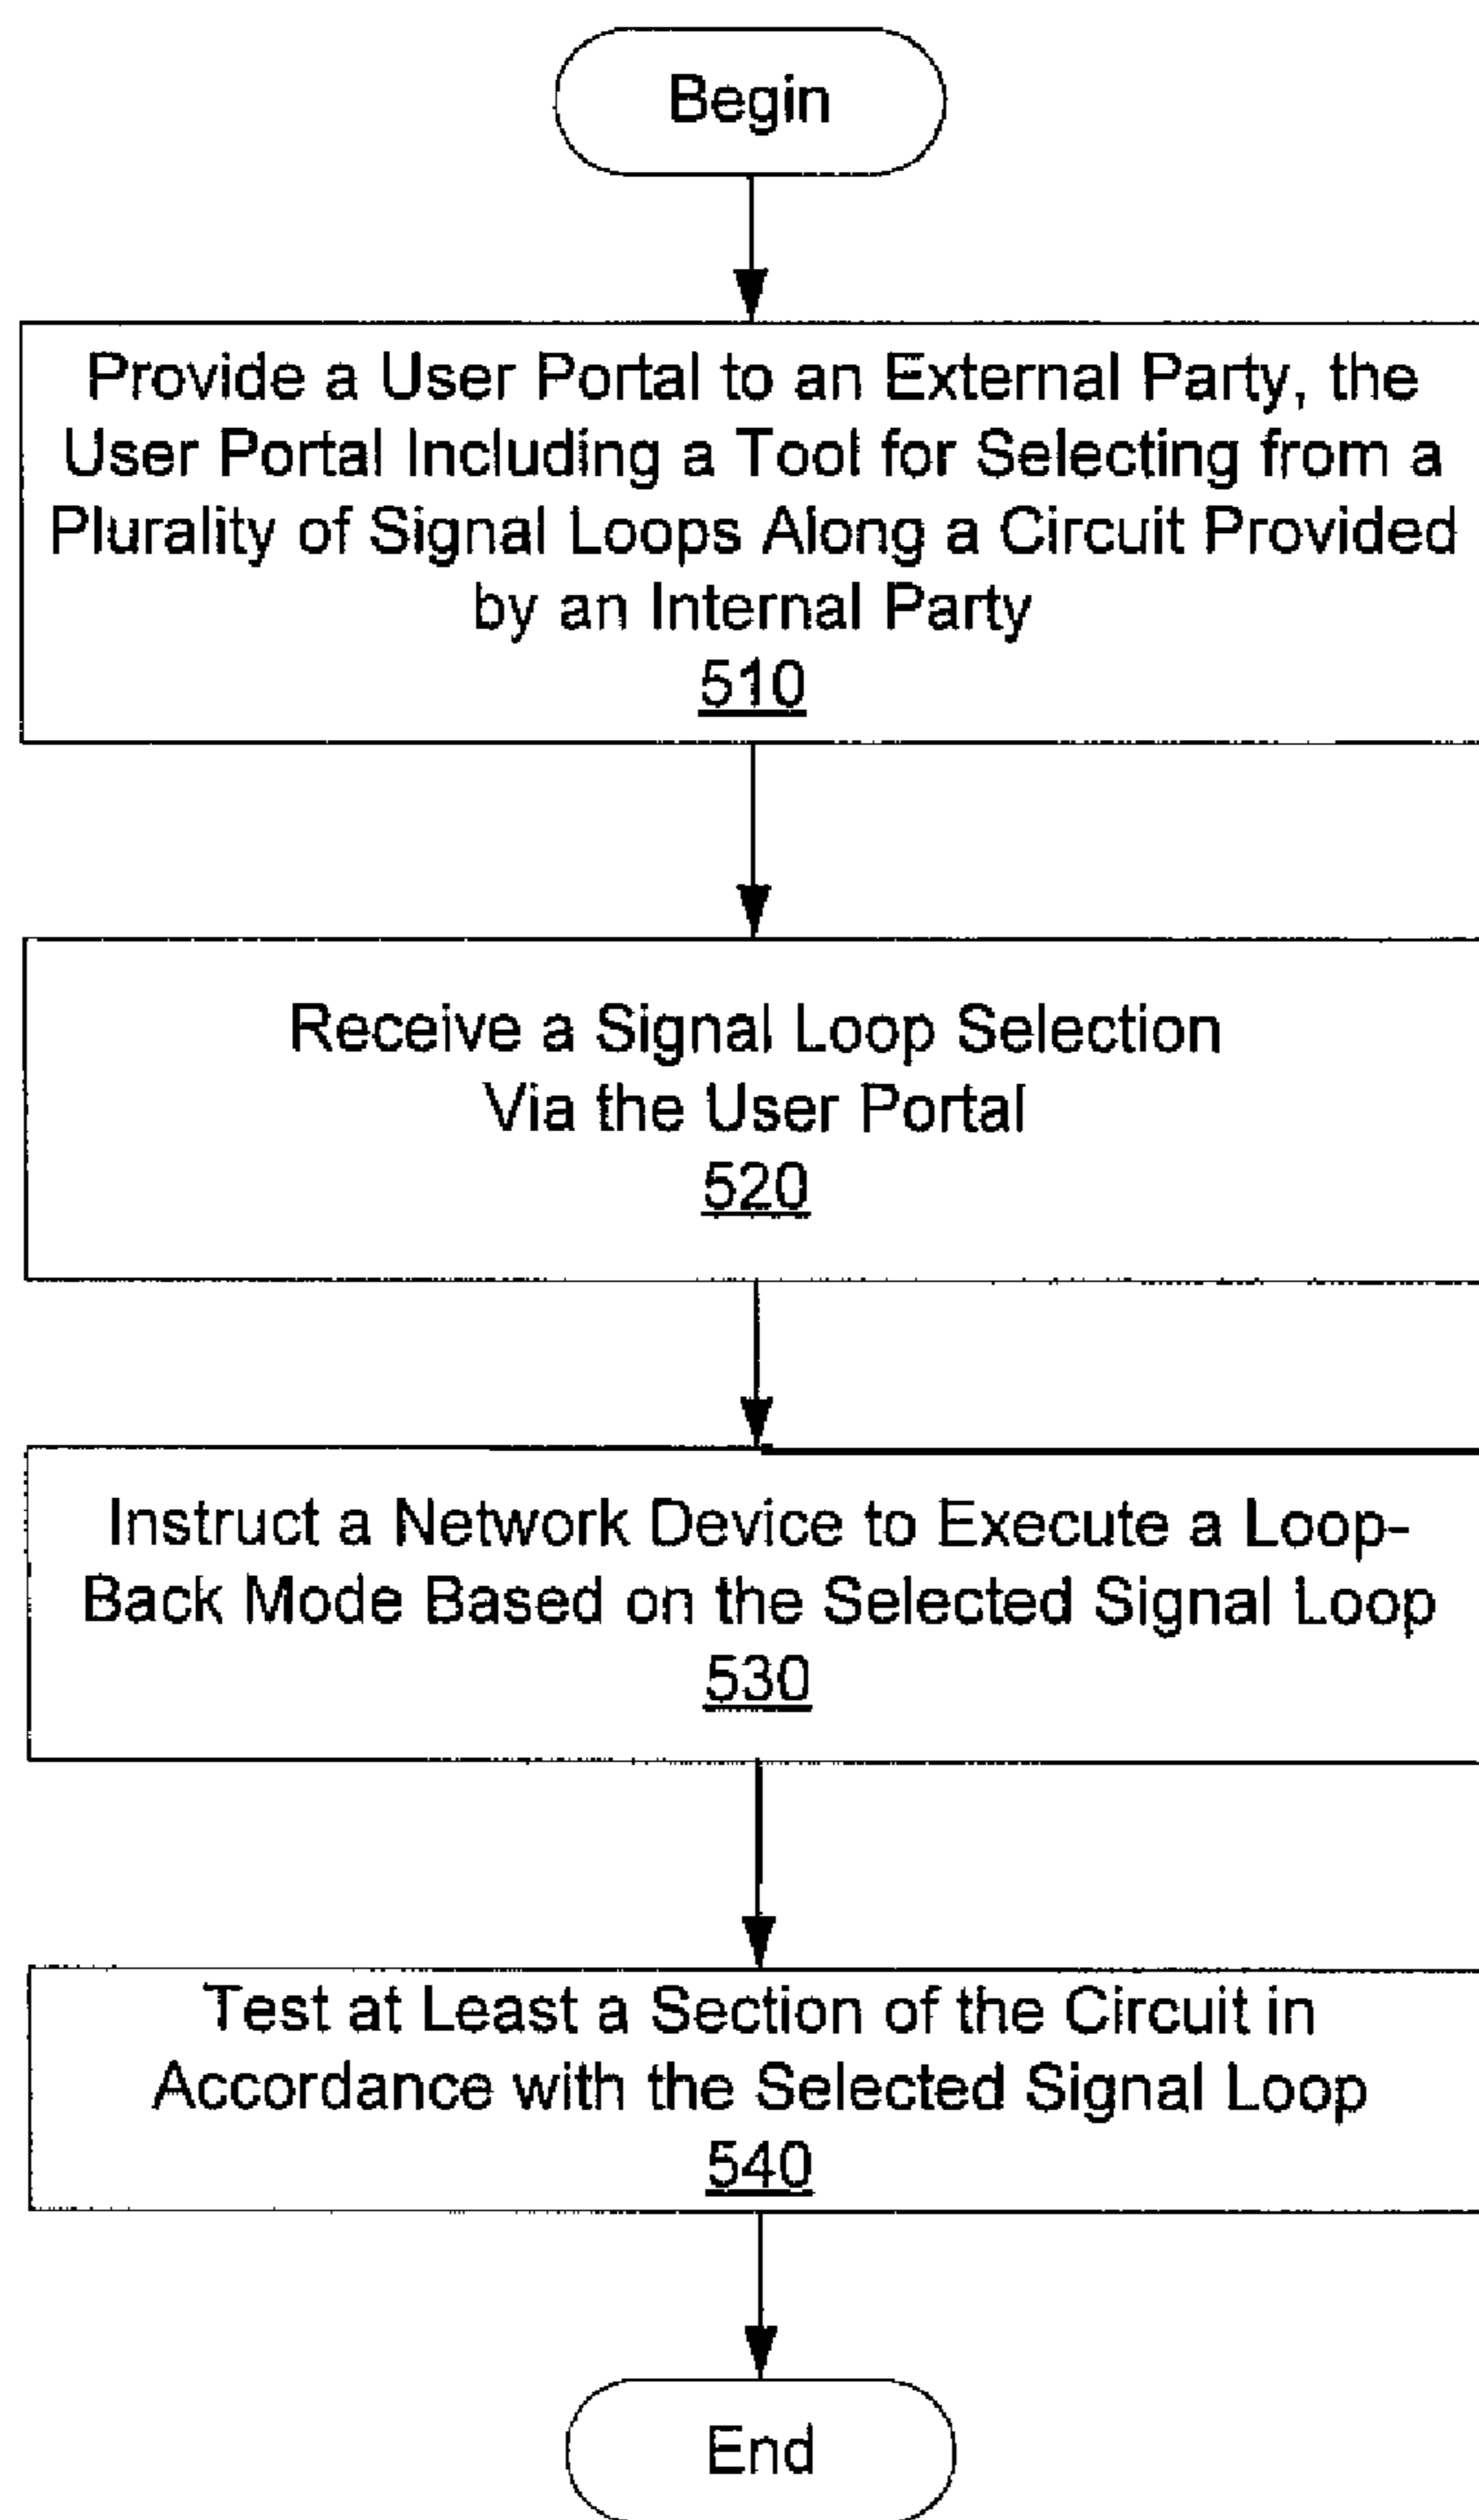 Begin
Provide a User Portal to an External Party, the
User Portal Including a Tool for Selecting from a
Plurality of Signal Loops Along a Circuit Provided
by an Internal Party
510
Receive a Signal Loop Selection
Via the User Portal
520
Instruct a Network Device to Execute a Loop-
Back Mode Based on the Selected Signal Loop
530
Test at Least a Section of the Circuit in
Accordance with the Selected Signal Loop
540
End